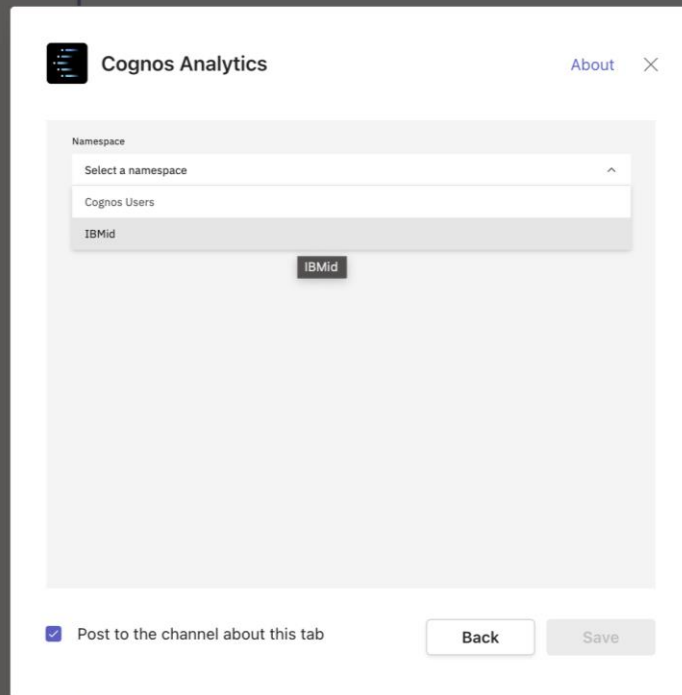 Cognos Analytics
About
Namespace
Select a namespace
Cognos Users
IBMid
IBMid
Post to the channel about this tab
Back
Save